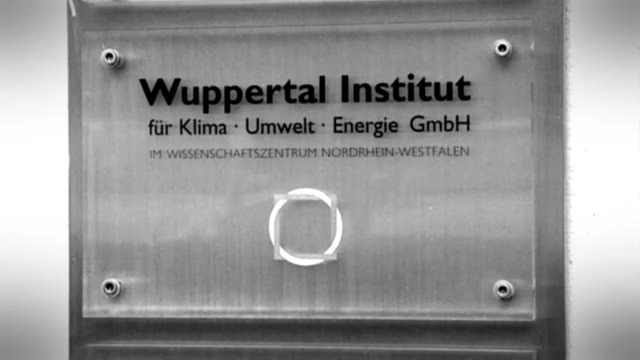 Wuppertal Institut
für Klima · Umwelt · Energie GmbH
IM WISSENSCHAFTSZENTRUM NORDRHEIN-WESTFALEN